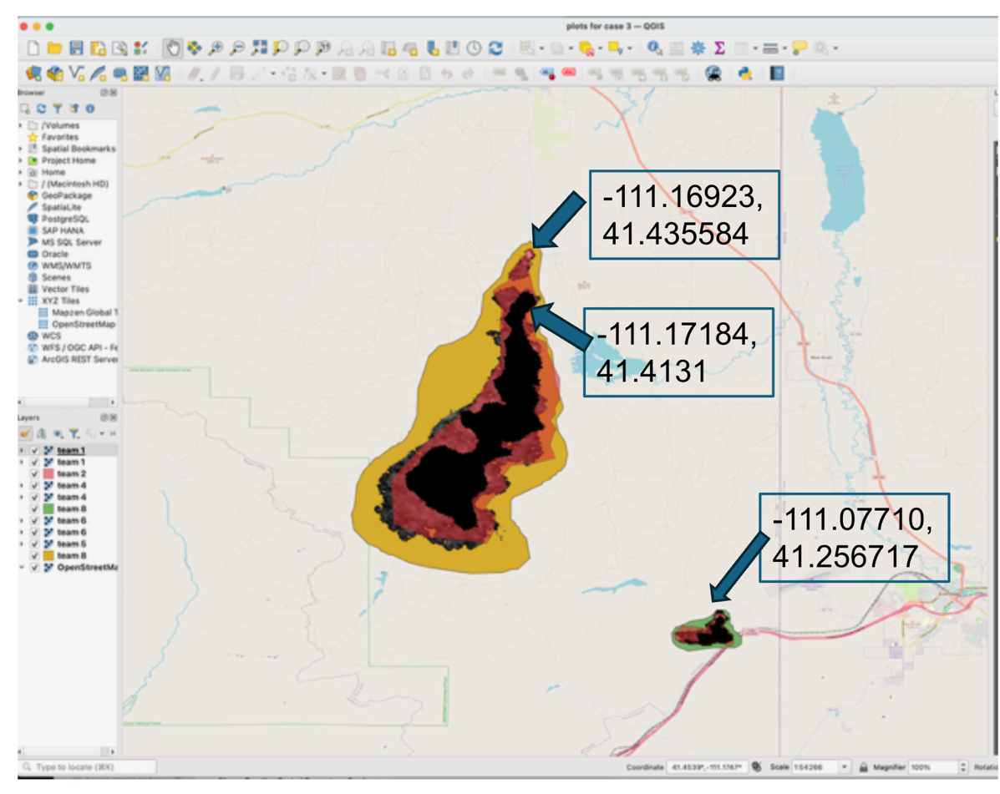 plots for case 3 — QGIS
Browser
/Volumes
Favorites
Spatial Bookmarks
Project Home
Home
/ (Macintosh HD)
GeoPackage
SpatiaLite
PostgreSQL
SAP HANA
MS SQL Server
Oracle
WMS/WMTS
Scenes
Vector Tiles
XYZ Tiles
Mapzen Global T
OpenStreetMap
WCS
WFS / OGC API - Fe
ArcGIS REST Server
Layers
team 1
team 1
team 2
team 4
team 4
team 8
team 6
team 6
team 5
team 8
OpenStreetMa
-111.16923,
41.435584
-111.17184,
41.4131
-111.07710,
41.256717
Type to locate (⌘K)
Coordinate
41.4539°,-111.1767°
Scale
1:54266
Magnifier
100%
Rotatio